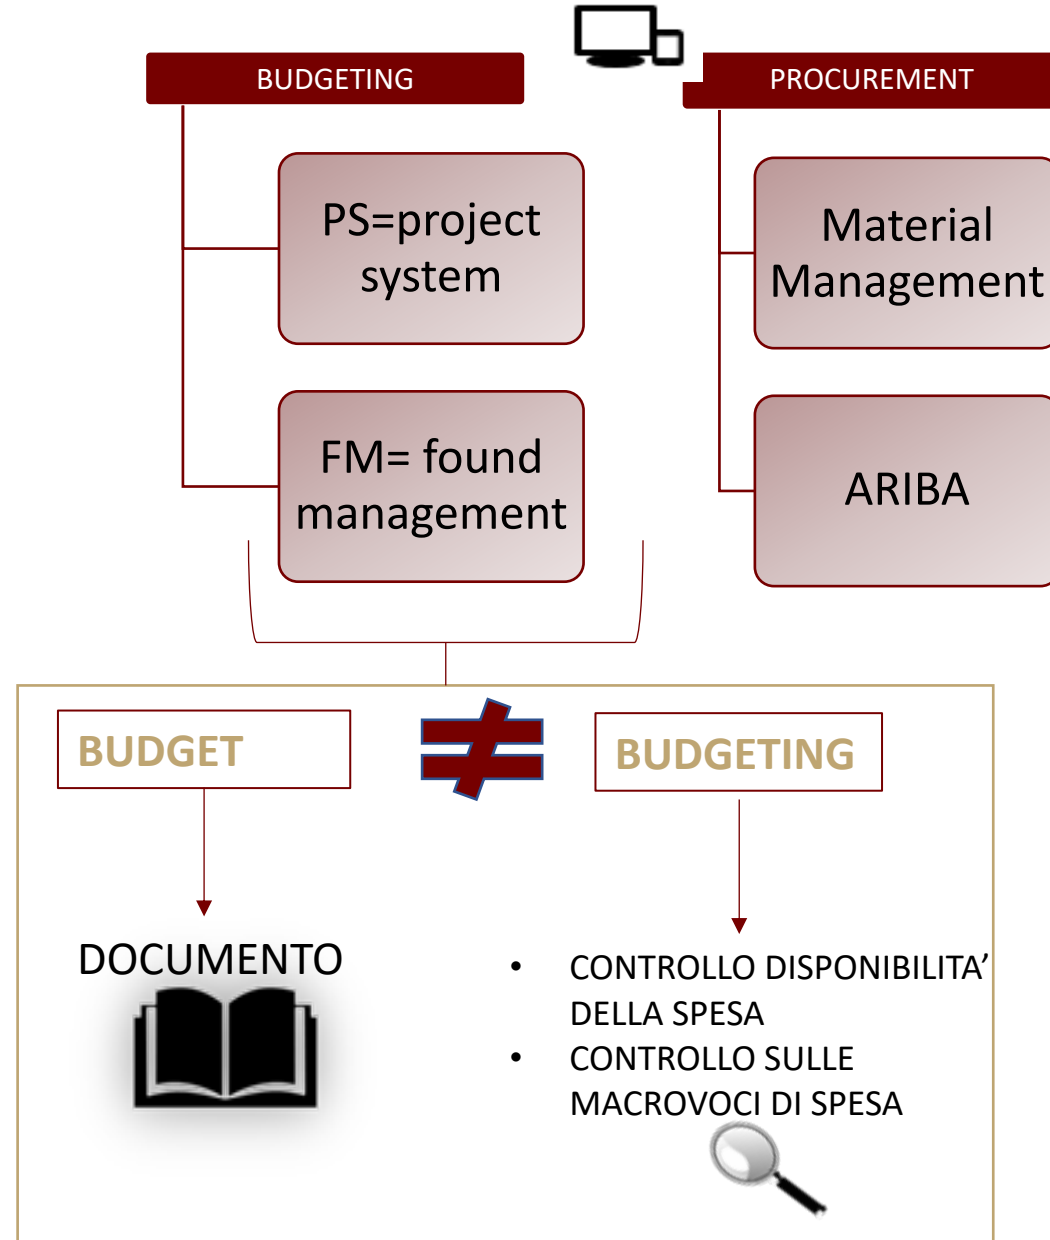 BUDGETING
PROCUREMENT
PS=project
system
Material
Management
FM= found
management
ARIBA
BUDGET
BUDGETING
DOCUMENTO
• CONTROLLO DISPONIBILITA’
DELLA SPESA
• CONTROLLO SULLE
MACROVOCI DI SPESA